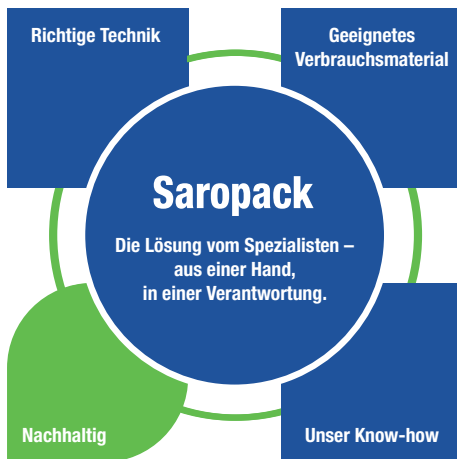 Richtige Technik
Geeignetes
Verbrauchsmaterial
Saropack
Die Lösung vom Spezialisten –
aus einer Hand,
in einer Verantwortung.
Nachhaltig
Unser Know-how